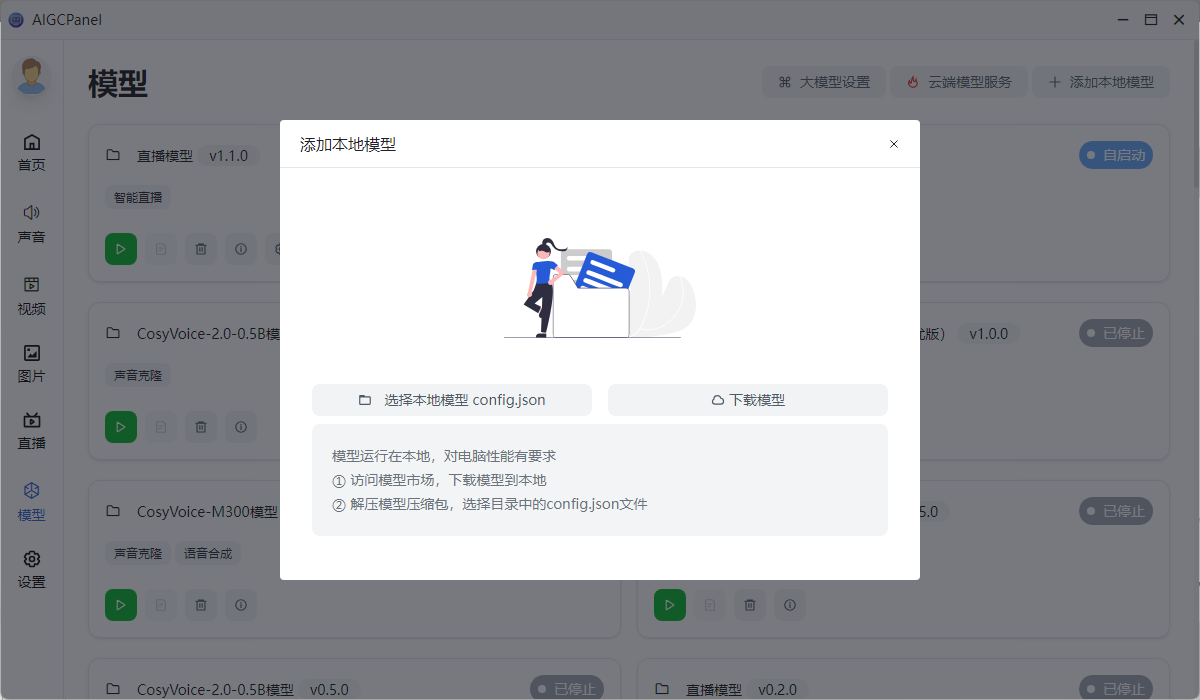 AIGCPanel
模型
大模型设置
云端模型服务
添加本地模型
首页
声音
视频
图片
直播
模型
设置
直播模型 v1.1.0
自启动
智能直播
添加本地模型
选择本地模型 config.json
下载模型
模型运行在本地，对电脑性能有要求
① 访问模型市场，下载模型到本地
② 解压模型压缩包，选择目录中的config.json文件
CosyVoice-2.0-0.5B模
版） v1.0.0
已停止
声音克隆
CosyVoice-M300模型
5.0
已停止
声音克隆 语音合成
CosyVoice-2.0-0.5B模型 v0.5.0
已停止
直播模型 v0.2.0
已停止